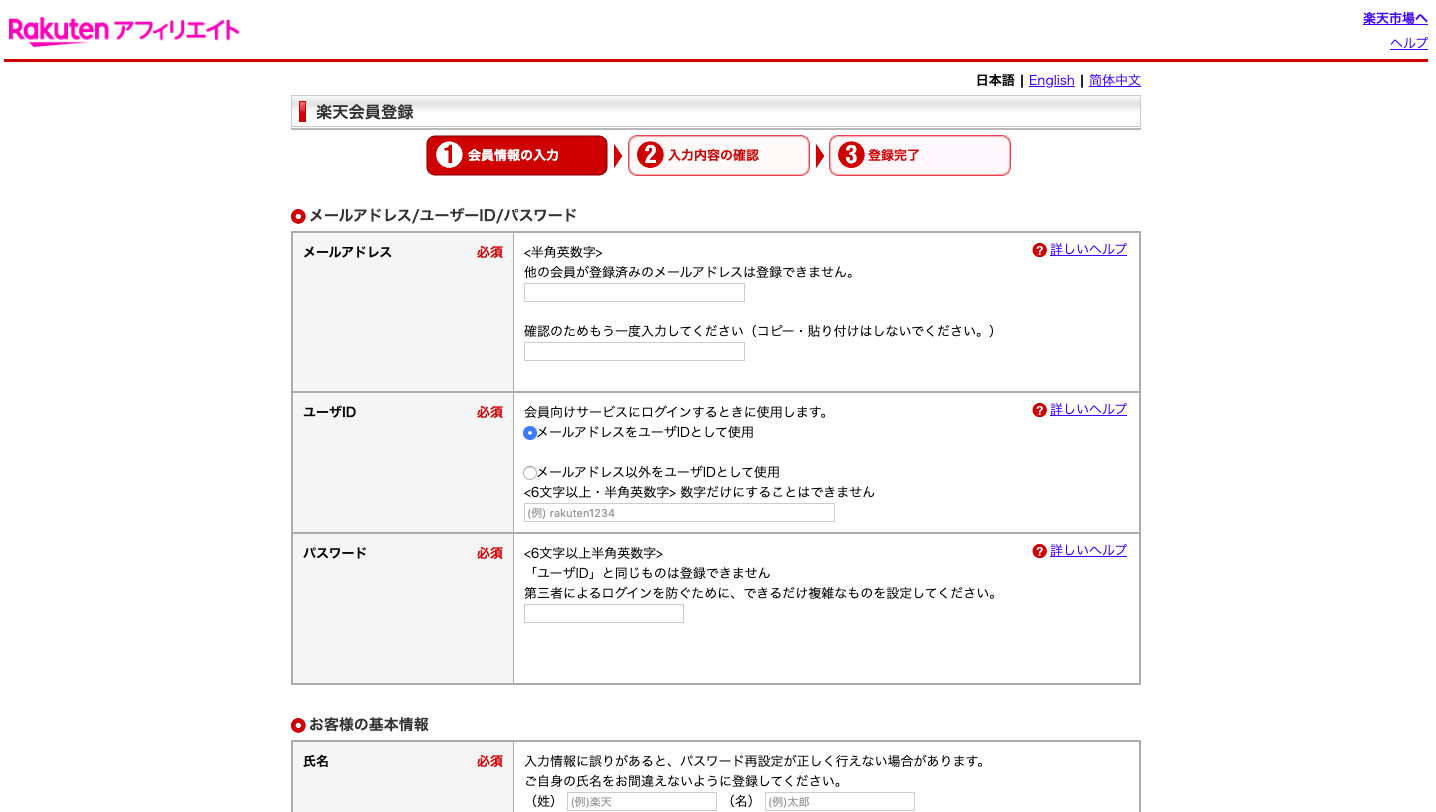 Rakuten アフィリエイト
楽天市場へ
ヘルプ
日本語 | English | 简体中文
楽天会員登録
1 会員情報の入力 2 入力内容の確認 3 登録完了
メールアドレス/ユーザーID/パスワード
メールアドレス 必須 <半角英数字> ? 詳しいヘルプ
他の会員が登録済みのメールアドレスは登録できません。
確認のためもう一度入力してください（コピー・貼り付けはしないでください。）
ユーザID 必須 会員向けサービスにログインするときに使用します。 ? 詳しいヘルプ
メールアドレスをユーザIDとして使用
メールアドレス以外をユーザIDとして使用
<6文字以上・半角英数字> 数字だけにすることはできません
(例) rakuten1234
パスワード 必須 <6文字以上半角英数字> ? 詳しいヘルプ
「ユーザID」と同じものは登録できません
第三者によるログインを防ぐために、できるだけ複雑なものを設定してください。
お客様の基本情報
氏名 必須 入力情報に誤りがあると、パスワード再設定が正しく行えない場合があります。
ご自身の氏名をお間違えないように登録してください。
（姓） (例)楽天 （名） (例)太郎